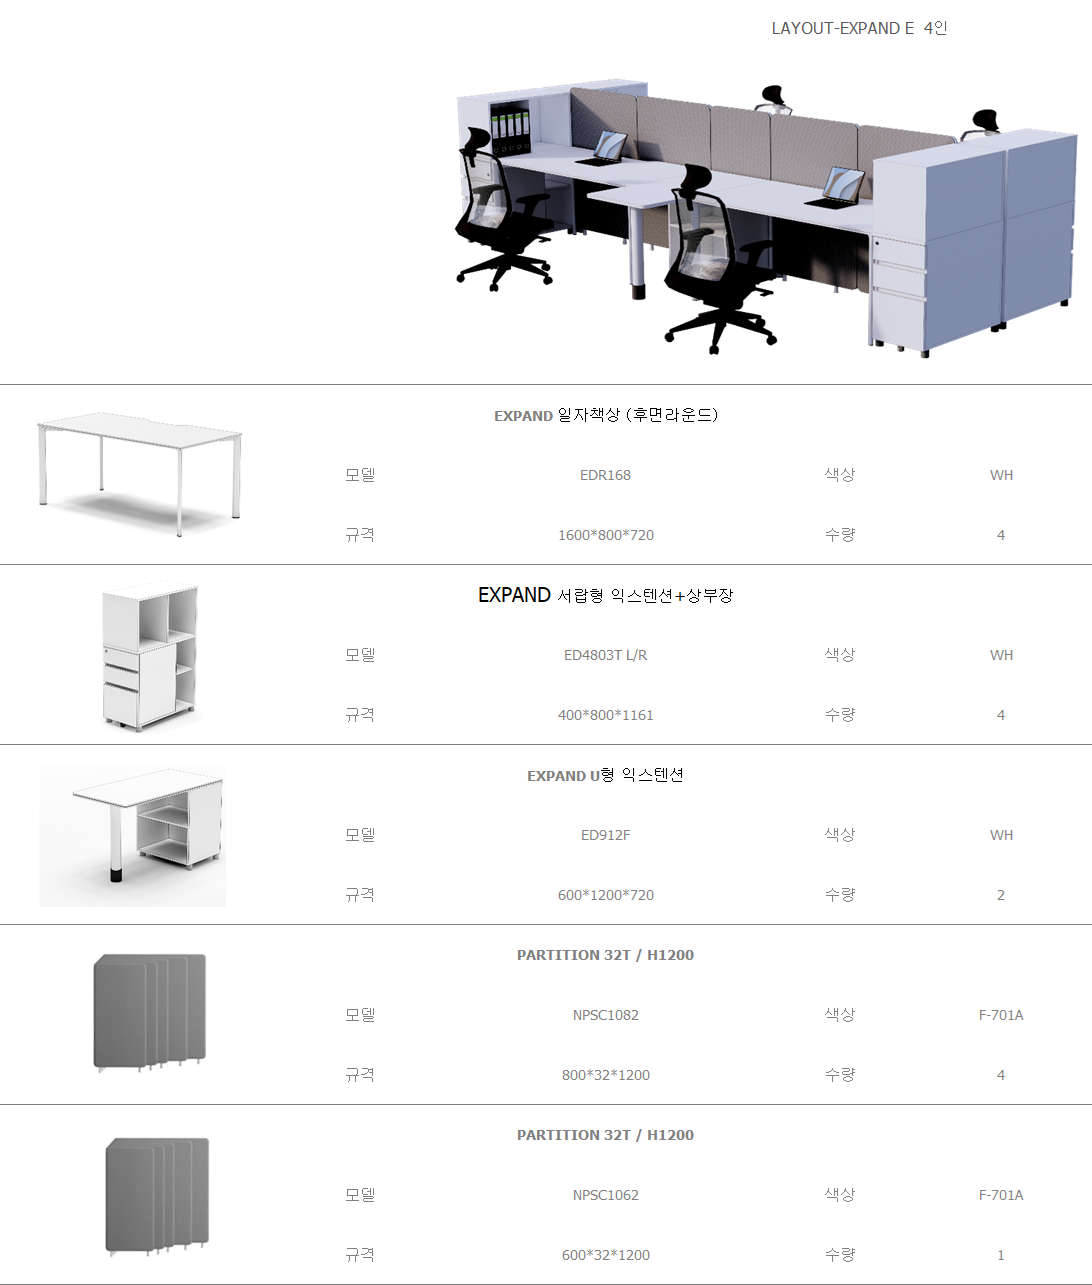 LAYOUT-EXPAND E 4인
EXPAND 일자책상 (후면라운드)
모델 EDR168 색상 WH
규격 1600*800*720 수량 4
EXPAND 서랍형 익스텐션+상부장
모델 ED4803T L/R 색상 WH
규격 400*800*1161 수량 4
EXPAND U형 익스텐션
모델 ED912F 색상 WH
규격 600*1200*720 수량 2
PARTITION 32T / H1200
모델 NPSC1082 색상 F-701A
규격 800*32*1200 수량 4
PARTITION 32T / H1200
모델 NPSC1062 색상 F-701A
규격 600*32*1200 수량 1